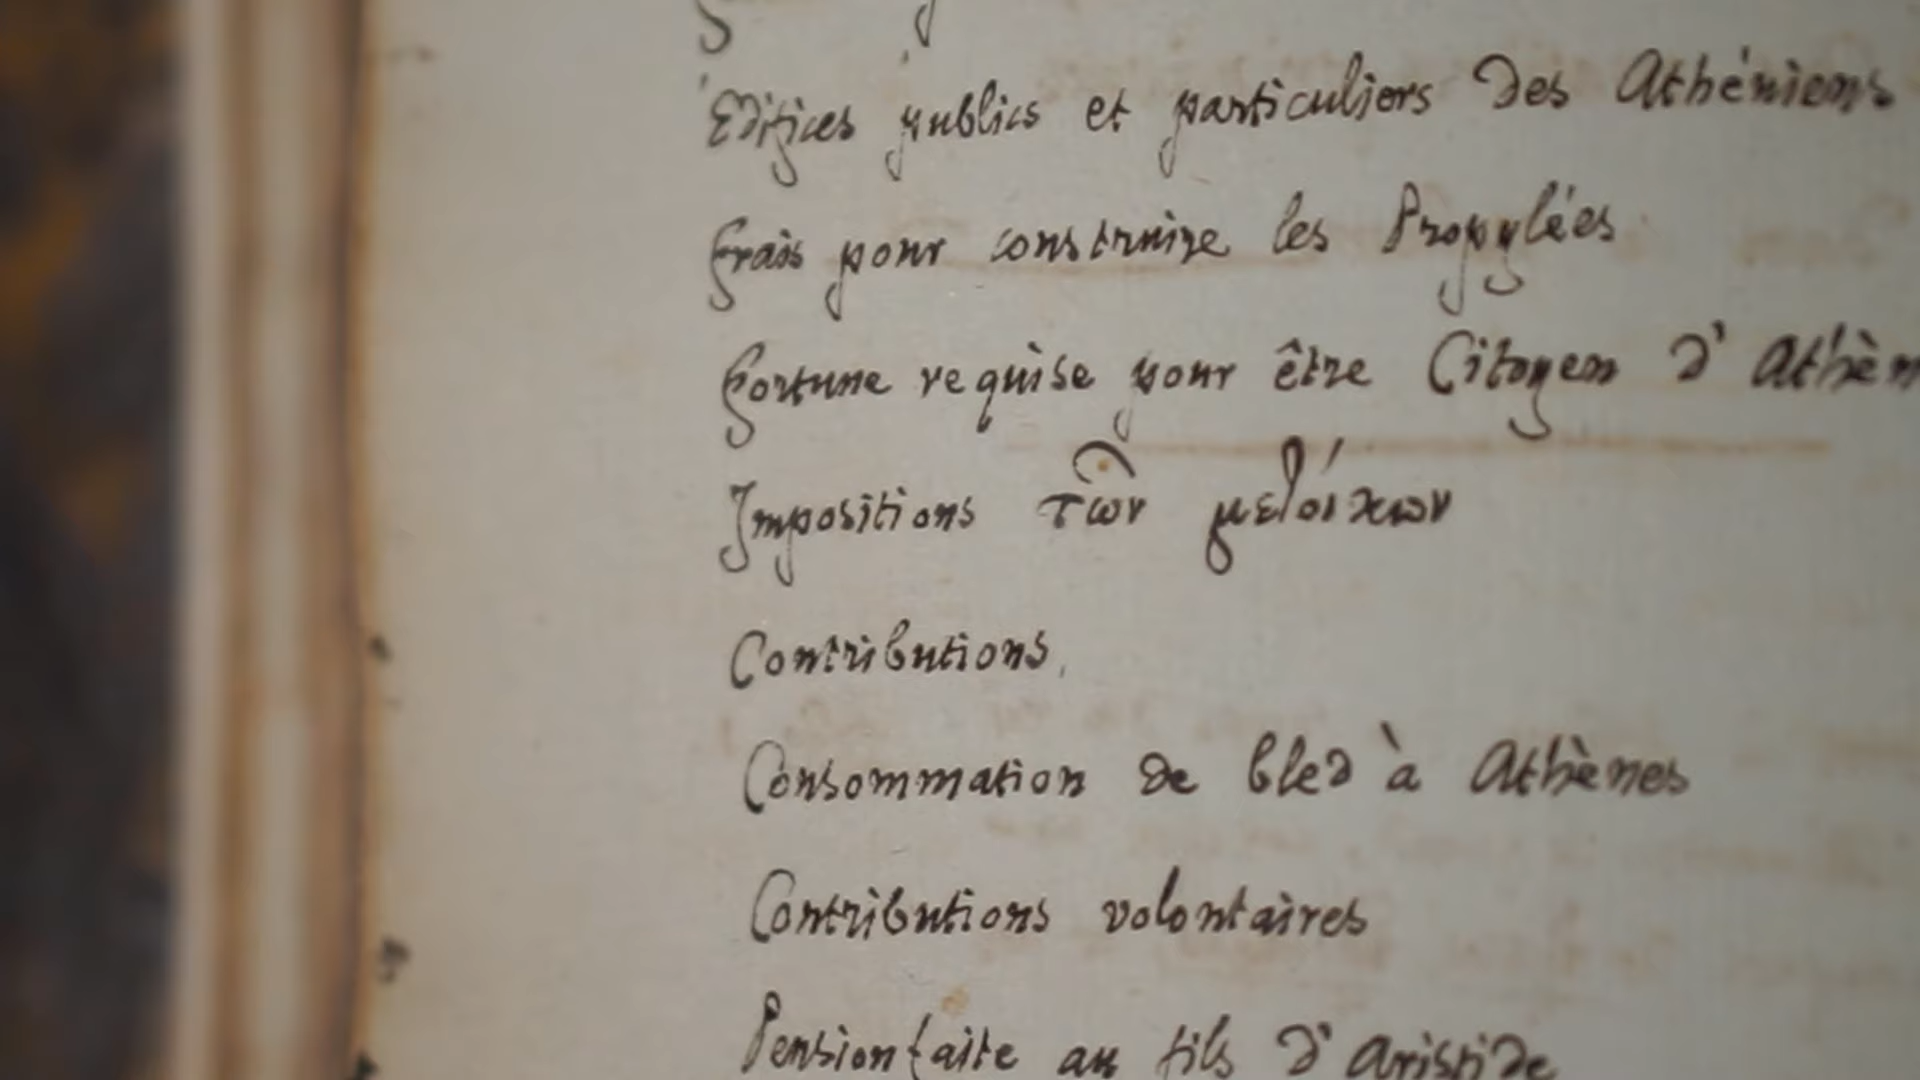 Edifices publics et particuliers des Athéniens
frais pour construire les Propylées
fortune requise pour être Citoyen d'Athèn
Impositions τῶν μετοίκων
Contributions,
Consommation de bled à Athènes
Contributions volontaires
Pension faite au fils d'Aristide